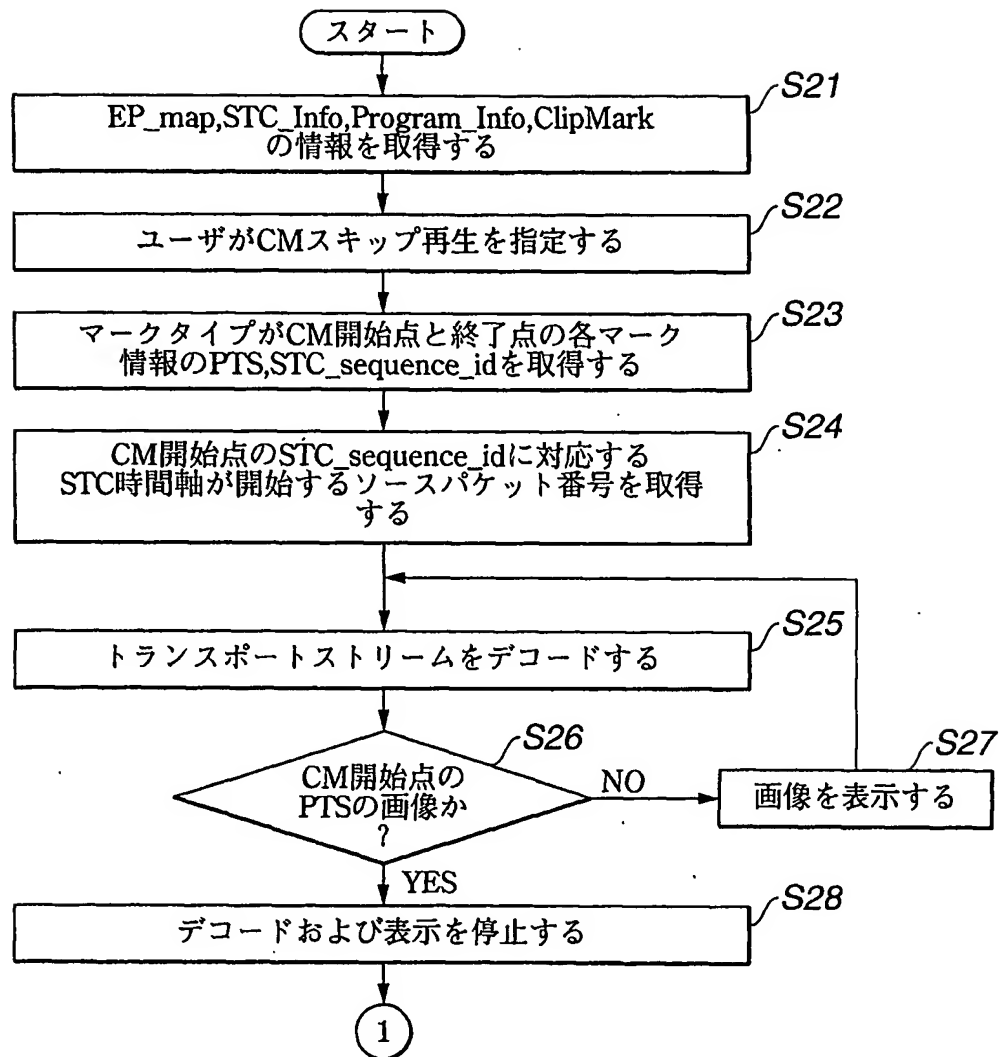 スタート
S21
EP_map,STC_Info,Program_Info,ClipMark
の情報を取得する
S22
ユーザがCMスキップ再生を指定する
S23
マークタイプがCM開始点と終了点の各マーク
情報のPTS,STC_sequence_idを取得する
S24
CM開始点のSTC_sequence_idに対応する
STC時間軸が開始するソースパケット番号を取得
する
S25
トランスポートストリームをデコードする
S26
CM開始点の
PTSの画像か
?
NO
S27
画像を表示する
YES
S28
デコードおよび表示を停止する
1